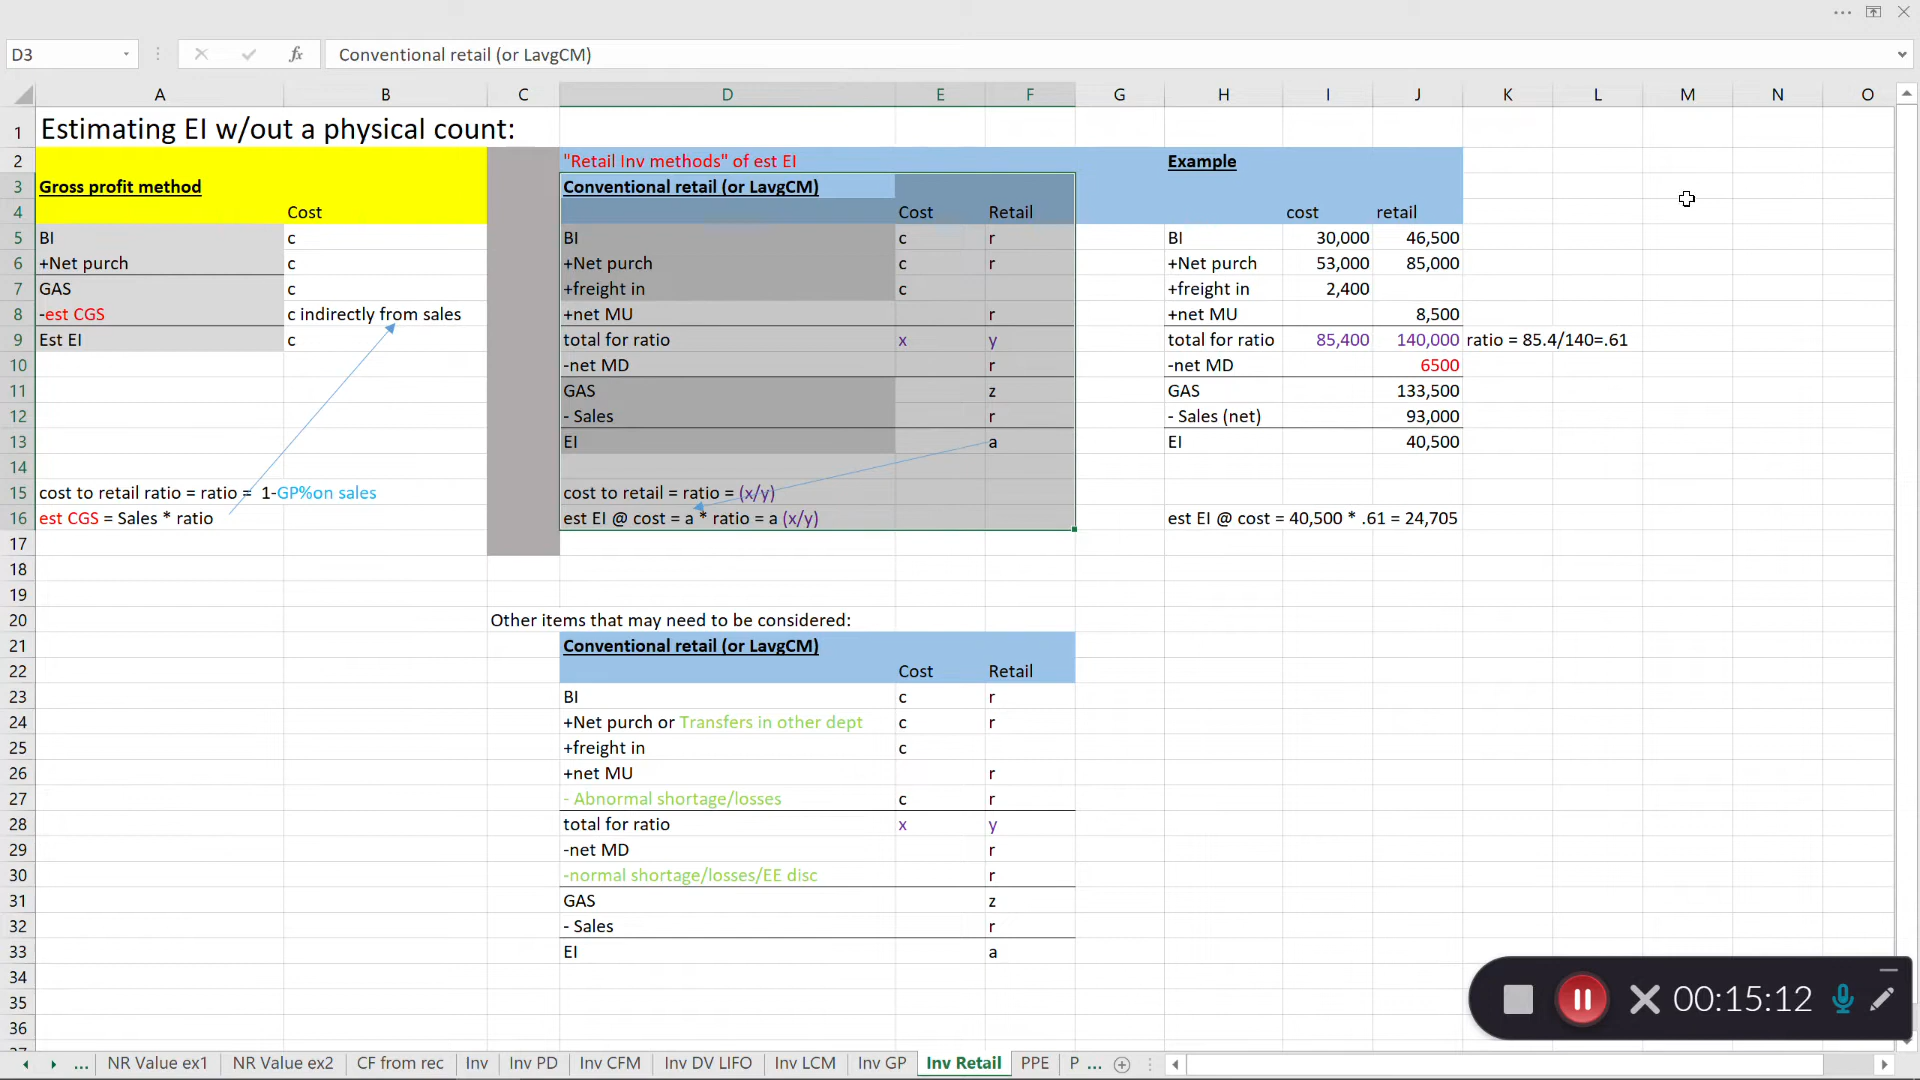 D3
fx
Conventional retail (or LavgCM)
A B C D E F G H I J K L M N O
1 Estimating EI w/out a physical count:
2 "Retail Inv methods" of est EI Example
3 Gross profit method Conventional retail (or LavgCM)
4 Cost Cost Retail cost retail
5 BI c BI c r BI 30,000 46,500
6 +Net purch c +Net purch c r +Net purch 53,000 85,000
7 GAS c +freight in c +freight in 2,400
8 -est CGS c indirectly from sales +net MU r +net MU 8,500
9 Est EI c total for ratio x y total for ratio 85,400 140,000 ratio = 85.4/140=.61
10 -net MD r -net MD 6500
11 GAS z GAS 133,500
12 - Sales r - Sales (net) 93,000
13 EI a EI 40,500
14
15 cost to retail ratio = ratio = 1-GP%on sales cost to retail = ratio = (x/y)
16 est CGS = Sales * ratio est EI @ cost = a * ratio = a (x/y) est EI @ cost = 40,500 * .61 = 24,705
17
18
19
20 Other items that may need to be considered:
21 Conventional retail (or LavgCM)
22 Cost Retail
23 BI c r
24 +Net purch or Transfers in other dept c r
25 +freight in c
26 +net MU r
27 - Abnormal shortage/losses c r
28 total for ratio x y
29 -net MD r
30 -normal shortage/losses/EE disc r
31 GAS z
32 - Sales r
33 EI a
34
35
36
00:15:12
... NR Value ex1 NR Value ex2 CF from rec Inv Inv PD Inv CFM Inv DV LIFO Inv LCM Inv GP Inv Retail PPE P ...